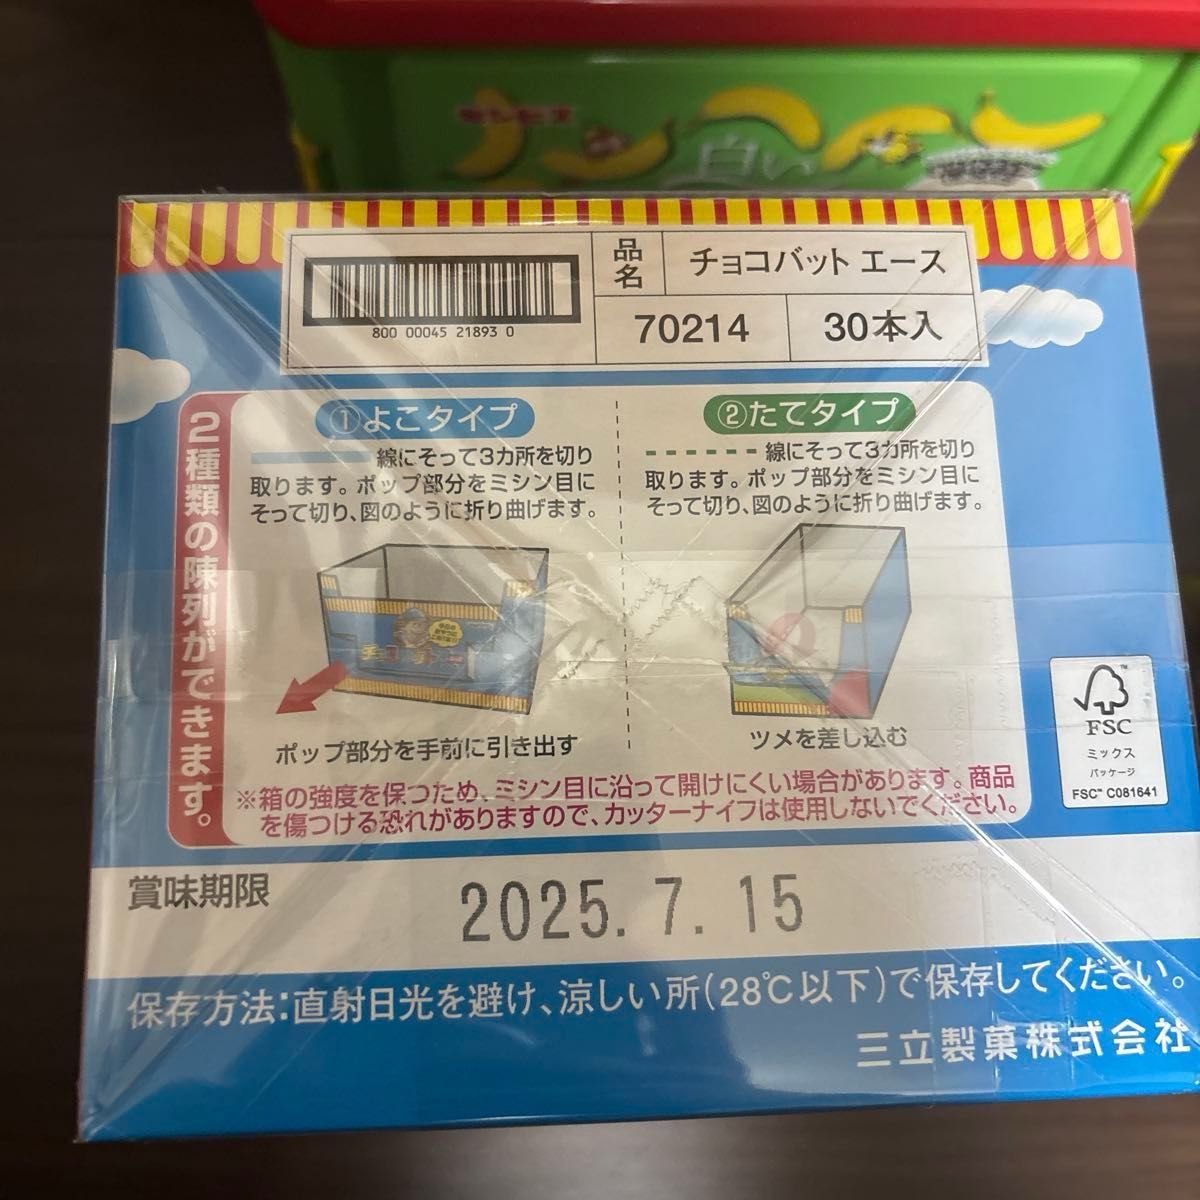 白い
品名
チョコバット エース
800 00045 21893 0
70214
30本入
2種類の陳列ができます。
①よこタイプ
線にそって3カ所を切り
取ります。ポップ部分をミシン目に
そって切り、図のように折り曲げます。
ポップ部分を手前に引き出す
②たてタイプ
線にそって3カ所を切り
取ります。ポップ部分をミシン目に
そって切り、図のように折り曲げます。
ツメを差し込む
※箱の強度を保つため、ミシン目に沿って開けにくい場合があります。商品
を傷つける恐れがありますので、カッターナイフは使用しないでください。
FSC
ミックス
パッケージ
FSC™ C081641
賞味期限
2025. 7. 15
保存方法:直射日光を避け、涼しい所(28℃以下)で保存してください。
三立製菓株式会社